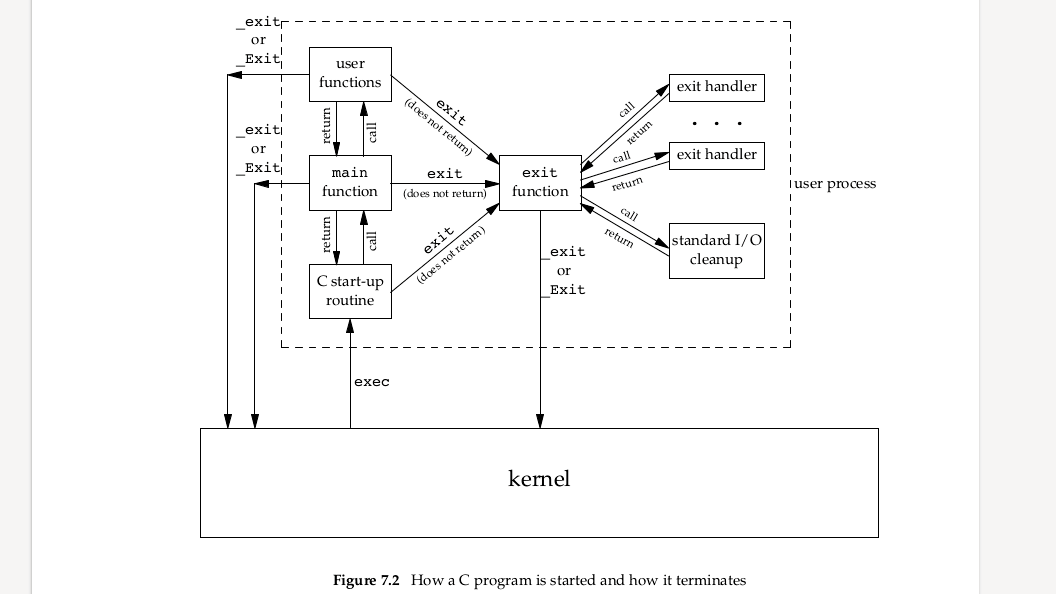 _exit
or
_Exit
user
functions
exit
(does not return)
exit handler
call
return
. . .
return
call
_exit
or
_Exit
main
function
exit
(does not return)
exit
function
call
return
exit handler
user process
return
call
exit
(does not return)
call
return
standard I/O
cleanup
C start-up
routine
_exit
or
_Exit
exec
kernel
Figure 7.2 How a C program is started and how it terminates